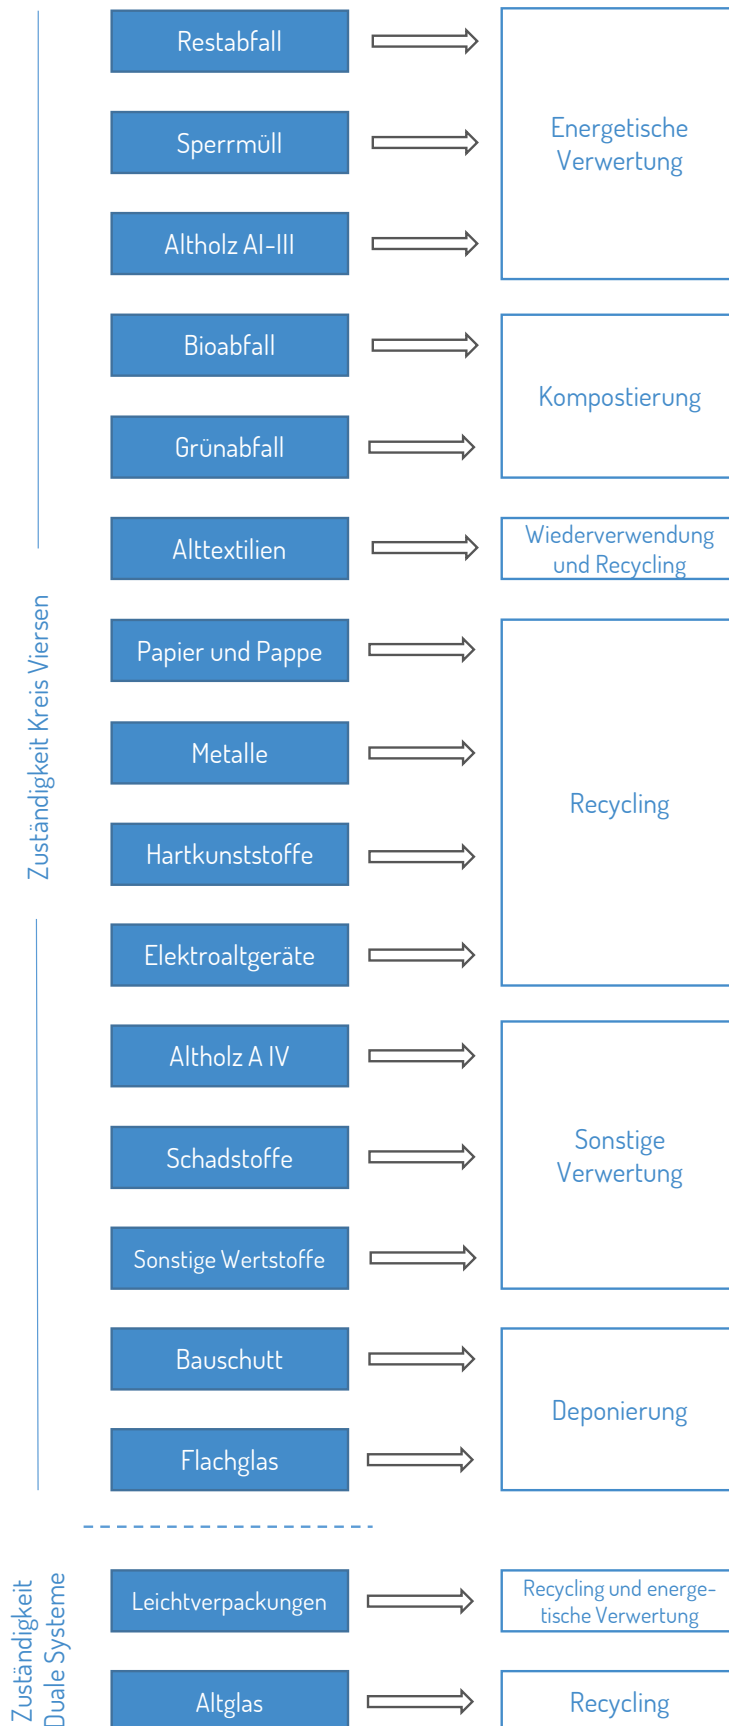 Restabfall
Energetische
Verwertung
Sperrmüll
Altholz AI-III
Bioabfall
Kompostierung
Grünabfall
Alttextilien
Wiederverwendung
und Recycling
Zuständigkeit Kreis Viersen
Papier und Pappe
Metalle
Recycling
Hartkunststoffe
Elektroaltgeräte
Altholz A IV
Sonstige
Verwertung
Schadstoffe
Sonstige Wertstoffe
Bauschutt
Deponierung
Flachglas
Zuständigkeit
Duale Systeme
Leichtverpackungen
Recycling und energe-
tische Verwertung
Altglas
Recycling